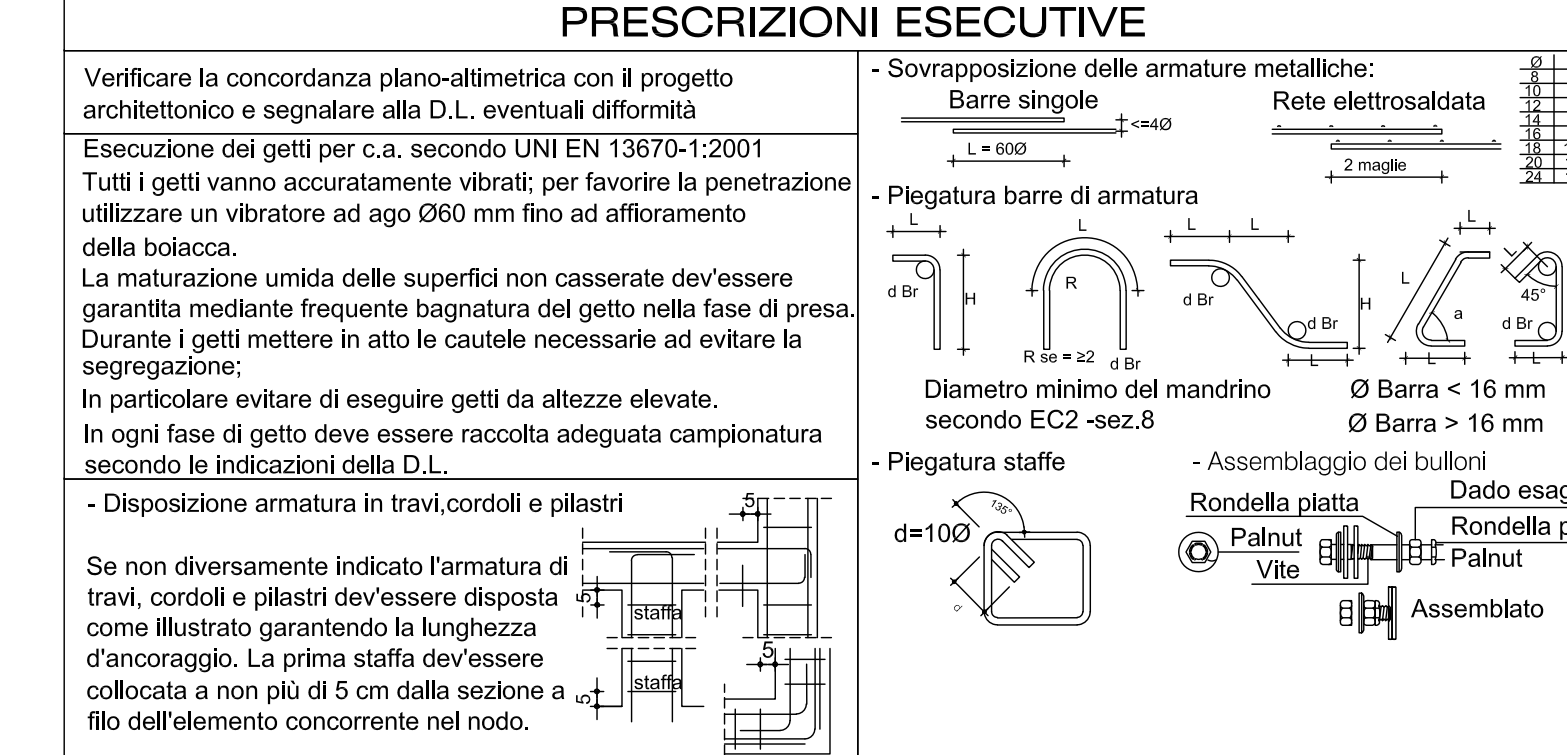 PRESCRIZIONI ESECUTIVE
Verificare la concordanza plano-altimetrica con il progetto
architettonico e segnalare alla D.L. eventuali difformità
Esecuzione dei getti per c.a. secondo UNI EN 13670-1:2001
Tutti i getti vanno accuratamente vibrati; per favorire la penetrazione
utilizzare un vibratore ad ago Ø60 mm fino ad affioramento
della boiacca.
La maturazione umida delle superfici non casserate dev'essere
garantita mediante frequente bagnatura del getto nella fase di presa.
Durante i getti mettere in atto le cautele necessarie ad evitare la
segregazione;
In particolare evitare di eseguire getti da altezze elevate.
In ogni fase di getto deve essere raccolta adeguata campionatura
secondo le indicazioni della D.L.
- Disposizione armatura in travi,cordoli e pilastri
Se non diversamente indicato l'armatura di
travi, cordoli e pilastri dev'essere disposta
come illustrato garantendo la lunghezza
d'ancoraggio. La prima staffa dev'essere
collocata a non più di 5 cm dalla sezione a
filo dell'elemento concorrente nel nodo.
5
5
staffa
5
5
staffa
- Sovrapposizione delle armature metalliche:
Barre singole
<=4Ø
L = 60Ø
Rete elettrosaldata
2 maglie
Ø
8
10
12
14
16
18 1
20
24
- Piegatura barre di armatura
L
d Br
H
L
R
R se = ≥2 d Br
L L
d Br
d Br
H
L
L
L
a
L
L
45°
d Br
L
Diametro minimo del mandrino
secondo EC2 -sez.8
Ø Barra < 16 mm
Ø Barra > 16 mm
- Piegatura staffe
135°
d=10Ø
d
- Assemblaggio dei bulloni
Rondella piatta
Dado esag
Rondella p
Palnut
Palnut
Vite
Assemblato